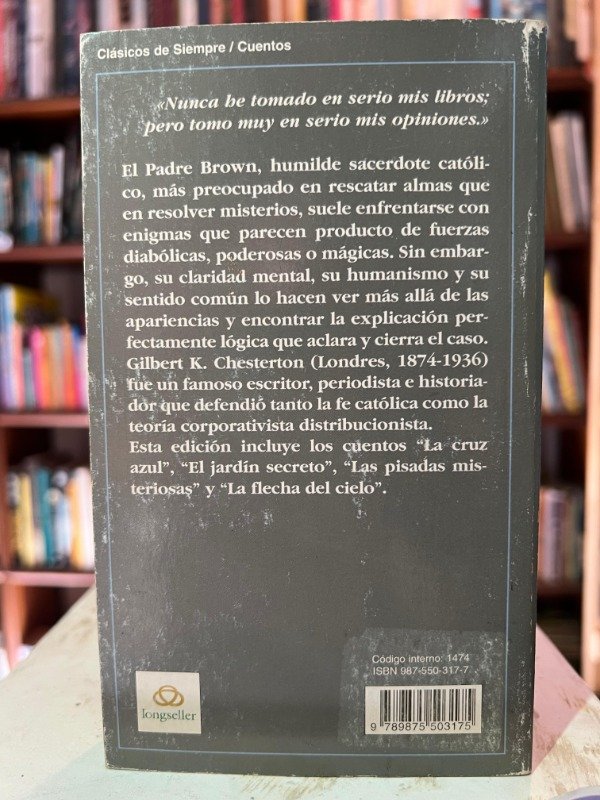 Clásicos de Siempre / Cuentos
«Nunca he tomado en serio mis libros;
pero tomo muy en serio mis opiniones.»
El Padre Brown, humilde sacerdote católi-
co, más preocupado en rescatar almas que
en resolver misterios, suele enfrentarse con
enigmas que parecen producto de fuerzas
diabólicas, poderosas o mágicas. Sin embar-
go, su claridad mental, su humanismo y su
sentido común lo hacen ver más allá de las
apariencias y encontrar la explicación per-
fectamente lógica que aclara y cierra el caso.
Gilbert K. Chesterton (Londres, 1874-1936)
fue un famoso escritor, periodista e historia-
dor que defendió tanto la fe católica como la
teoría corporativista distribucionista.
Esta edición incluye los cuentos “La cruz
azul”, “El jardín secreto”, “Las pisadas mis-
teriosas” y “La flecha del cielo”.
longseller
Código interno: 1474
ISBN 987-550-317-7
9 789875 503175